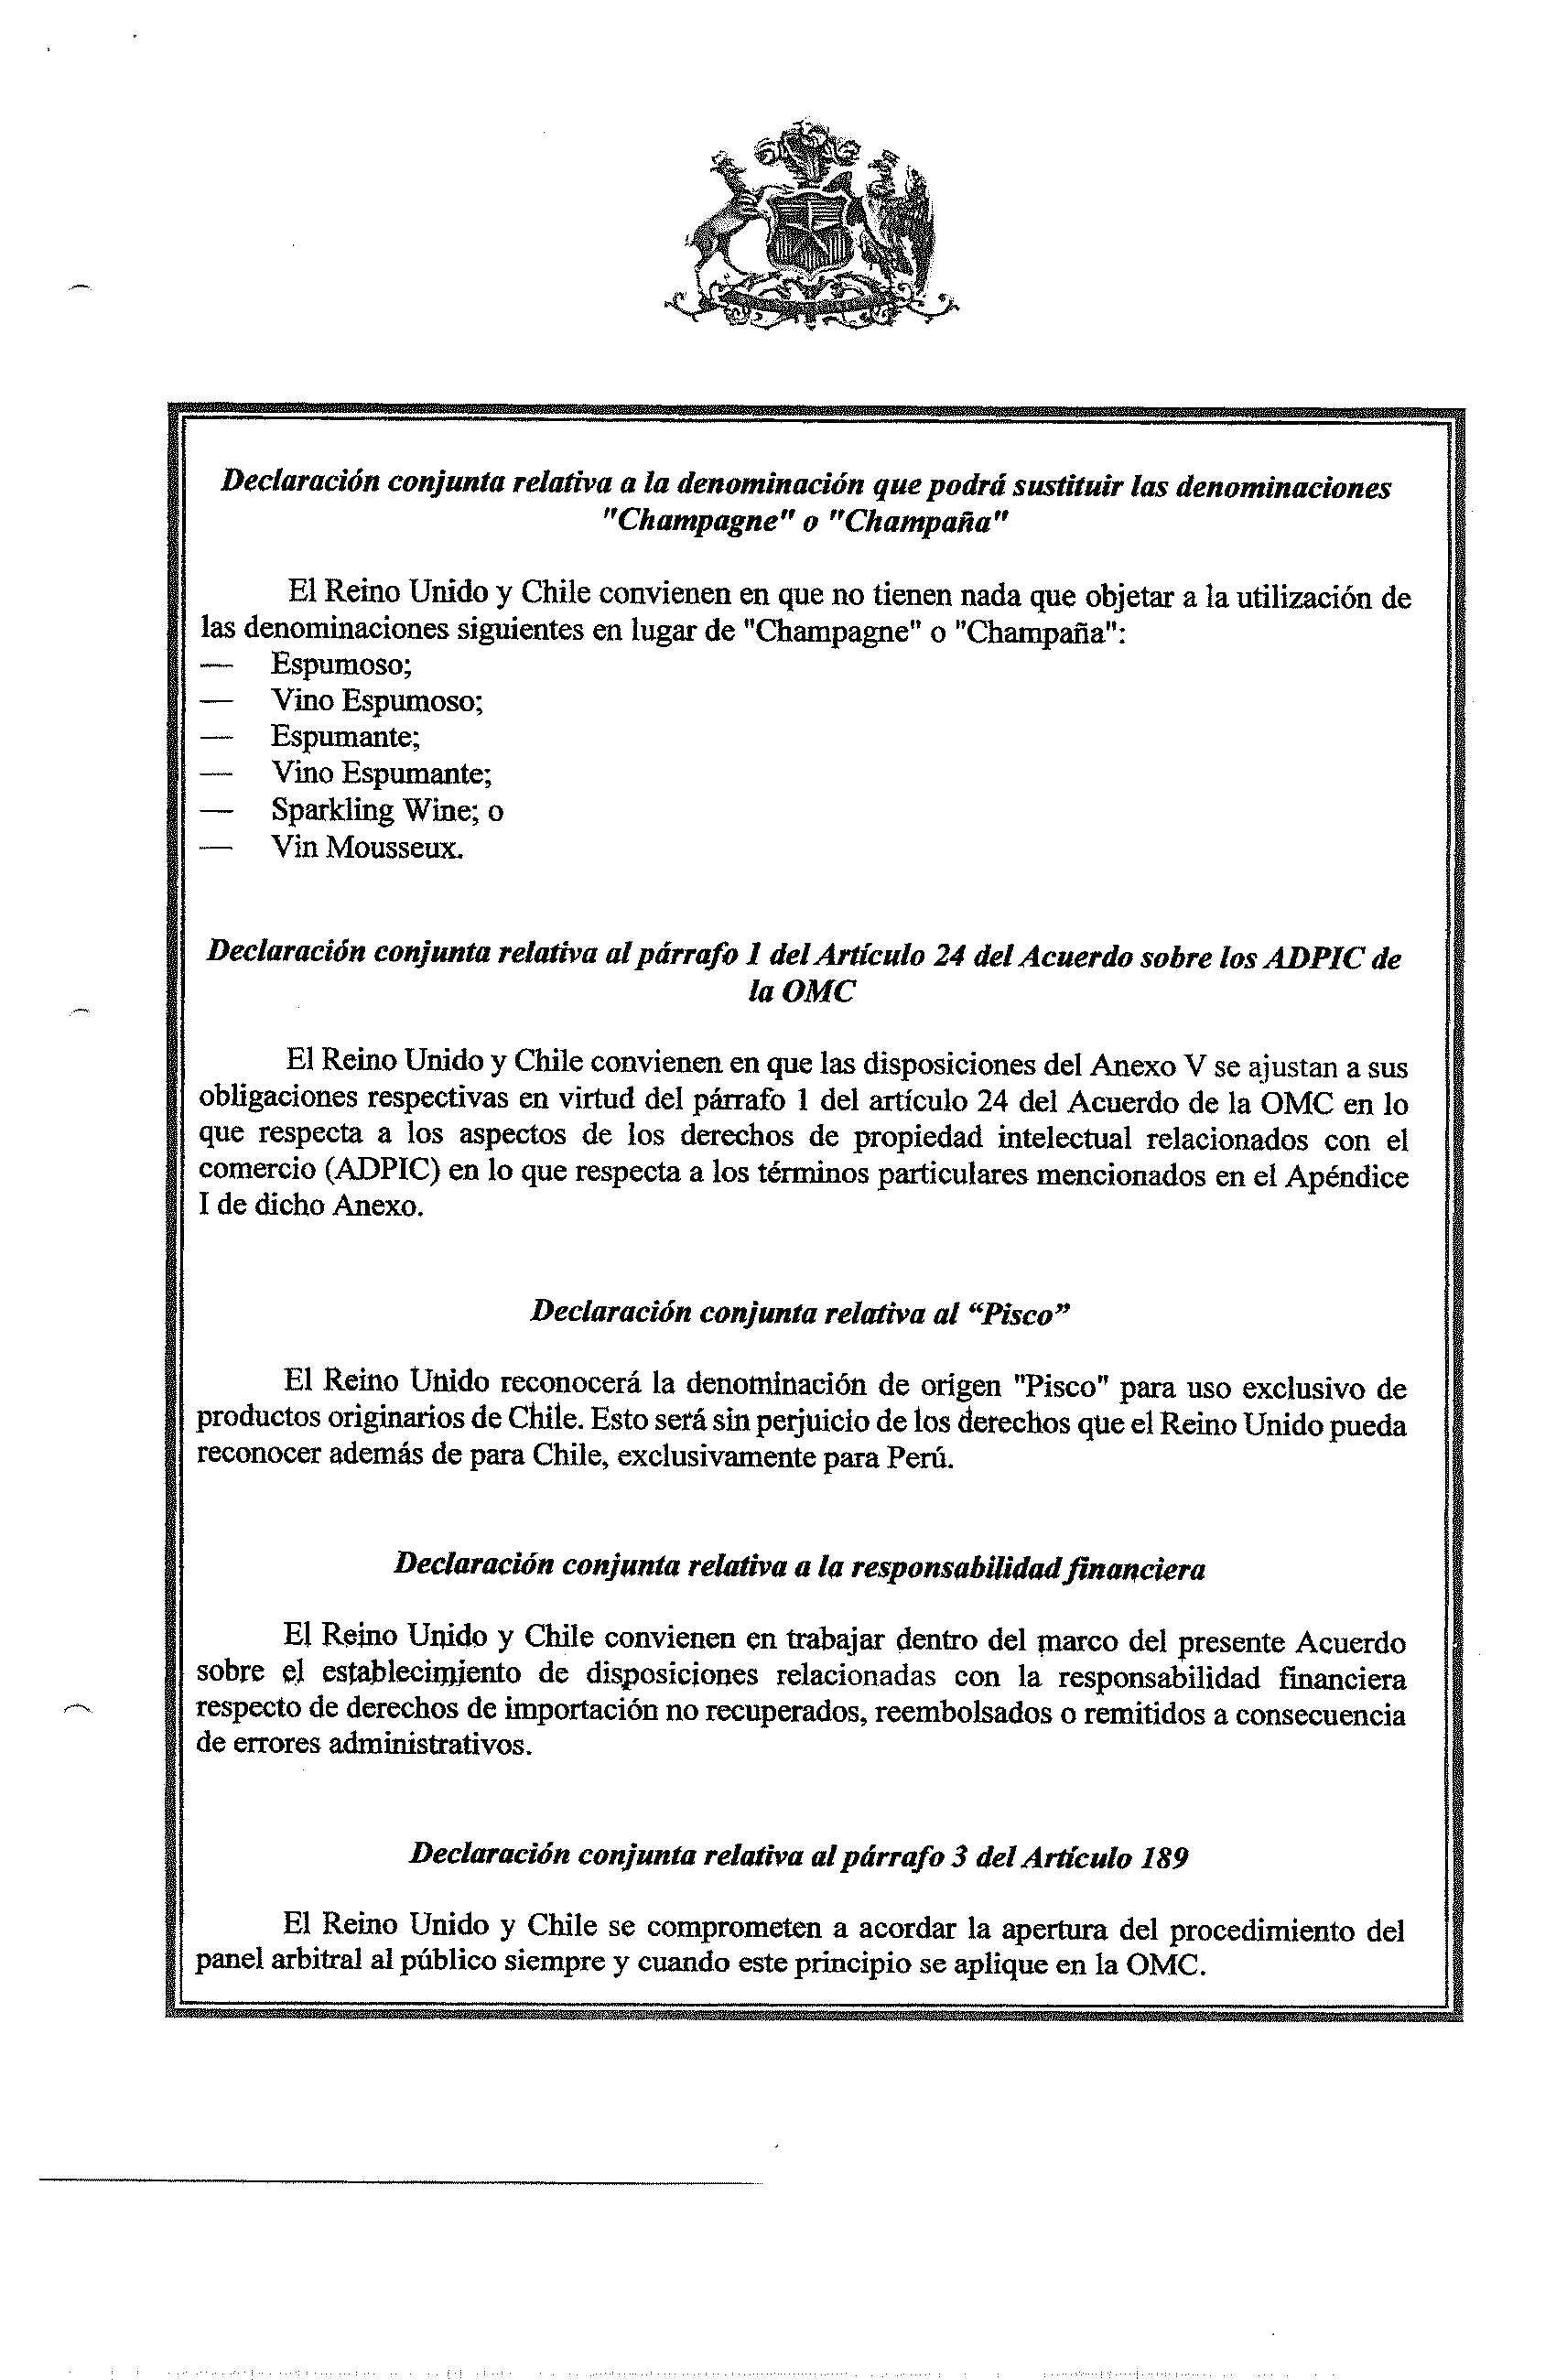 Declaración conjunta relativa a la denominación que podrá sustituir las denominaciones
"Champagne" o "Champaña"
El Reino Unido y Chile convienen en que no tienen nada que objetar a la utilización de
las denominaciones siguientes en lugar de "Champagne" o "Champaña":
— Espumoso;
— Vino Espumoso;
— Espumante;
— Vino Espumante;
— Sparkling Wine; o
— Vin Mousseux.
Declaración conjunta relativa al párrafo 1 del Artículo 24 del Acuerdo sobre los ADPIC de
la OMC
El Reino Unido y Chile convienen en que las disposiciones del Anexo V se ajustan a sus
obligaciones respectivas en virtud del párrafo 1 del artículo 24 del Acuerdo de la OMC en lo
que respecta a los aspectos de los derechos de propiedad intelectual relacionados con el
comercio (ADPIC) en lo que respecta a los términos particulares mencionados en el Apéndice
I de dicho Anexo.
Declaración conjunta relativa al “Pisco”
El Reino Unido reconocerá la denominación de origen "Pisco" para uso exclusivo de
productos originarios de Chile. Esto será sin perjuicio de los derechos que el Reino Unido pueda
reconocer además de para Chile, exclusivamente para Perú.
Declaración conjunta relativa a la responsabilidad financiera
El Reino Unido y Chile convienen en trabajar dentro del marco del presente Acuerdo
sobre el establecimiento de disposiciones relacionadas con la responsabilidad financiera
respecto de derechos de importación no recuperados, reembolsados o remitidos a consecuencia
de errores administrativos.
Declaración conjunta relativa al párrafo 3 del Artículo 189
El Reino Unido y Chile se comprometen a acordar la apertura del procedimiento del
panel arbitral al público siempre y cuando este principio se aplique en la OMC.